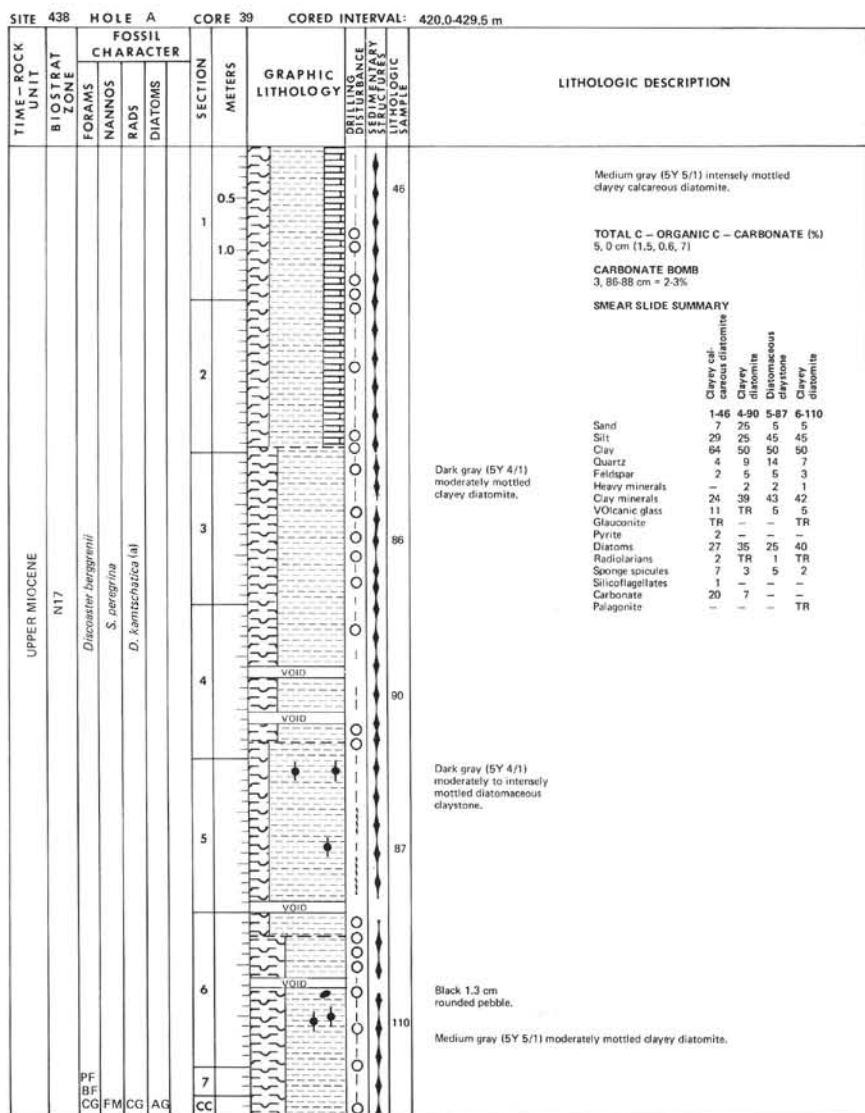 SITE 438 HOLE A CORE 39 CORED INTERVAL: 420.0-429.5 m
TIME-ROCK UNIT
BIOSTRAT ZONE
FOSSIL CHARACTER
FORAMS
NANNOS
RADS
DIATOMS
SECTION
METERS
GRAPHIC LITHOLOGY
DRILLING DISTURBANCE
SEDIMENTARY STRUCTURES
LITHOLOGIC SAMPLE
LITHOLOGIC DESCRIPTION
UPPER MIOCENE
N17
Discoaster berggrenii
S. peregrina
D. kamtschatica (a)
PF
BF
CG FM CG AG
1
0.5
1.0
2
3
4
5
6
7
CC
VOID
VOID
VOID
VOID
46
86
90
87
110
Medium gray (5Y 5/1) intensely mottled
clayey calcareous diatomite.
TOTAL C – ORGANIC C – CARBONATE (%)
5, 0 cm (1.5, 0.6, 7)
CARBONATE BOMB
3, 86-88 cm = 2-3%
SMEAR SLIDE SUMMARY
Clayey cal-
careous diatomite
Clayey
diatomite
Diatomaceous
claystone
Clayey
diatomite
1-46 4-90 5-87 6-110
Sand 7 25 5 5
Silt 29 25 45 45
Clay 64 50 50 50
Quartz 4 9 14 7
Feldspar 2 5 5 3
Heavy minerals – 2 2 1
Clay minerals 24 39 43 42
VOlcanic glass 11 TR 5 5
Glauconite TR – – TR
Pyrite 2 – – –
Diatoms 27 35 25 40
Radiolarians 2 TR 1 TR
Sponge spicules 7 3 5 2
Silicoflagellates 1 – – –
Carbonate 20 7 – –
Palagonite – – – TR
Dark gray (5Y 4/1)
moderately mottled
clayey diatomite.
Dark gray (5Y 4/1)
moderately to intensely
mottled diatomaceous
claystone.
Black 1.3 cm
rounded pebble.
Medium gray (5Y 5/1) moderately mottled clayey diatomite.